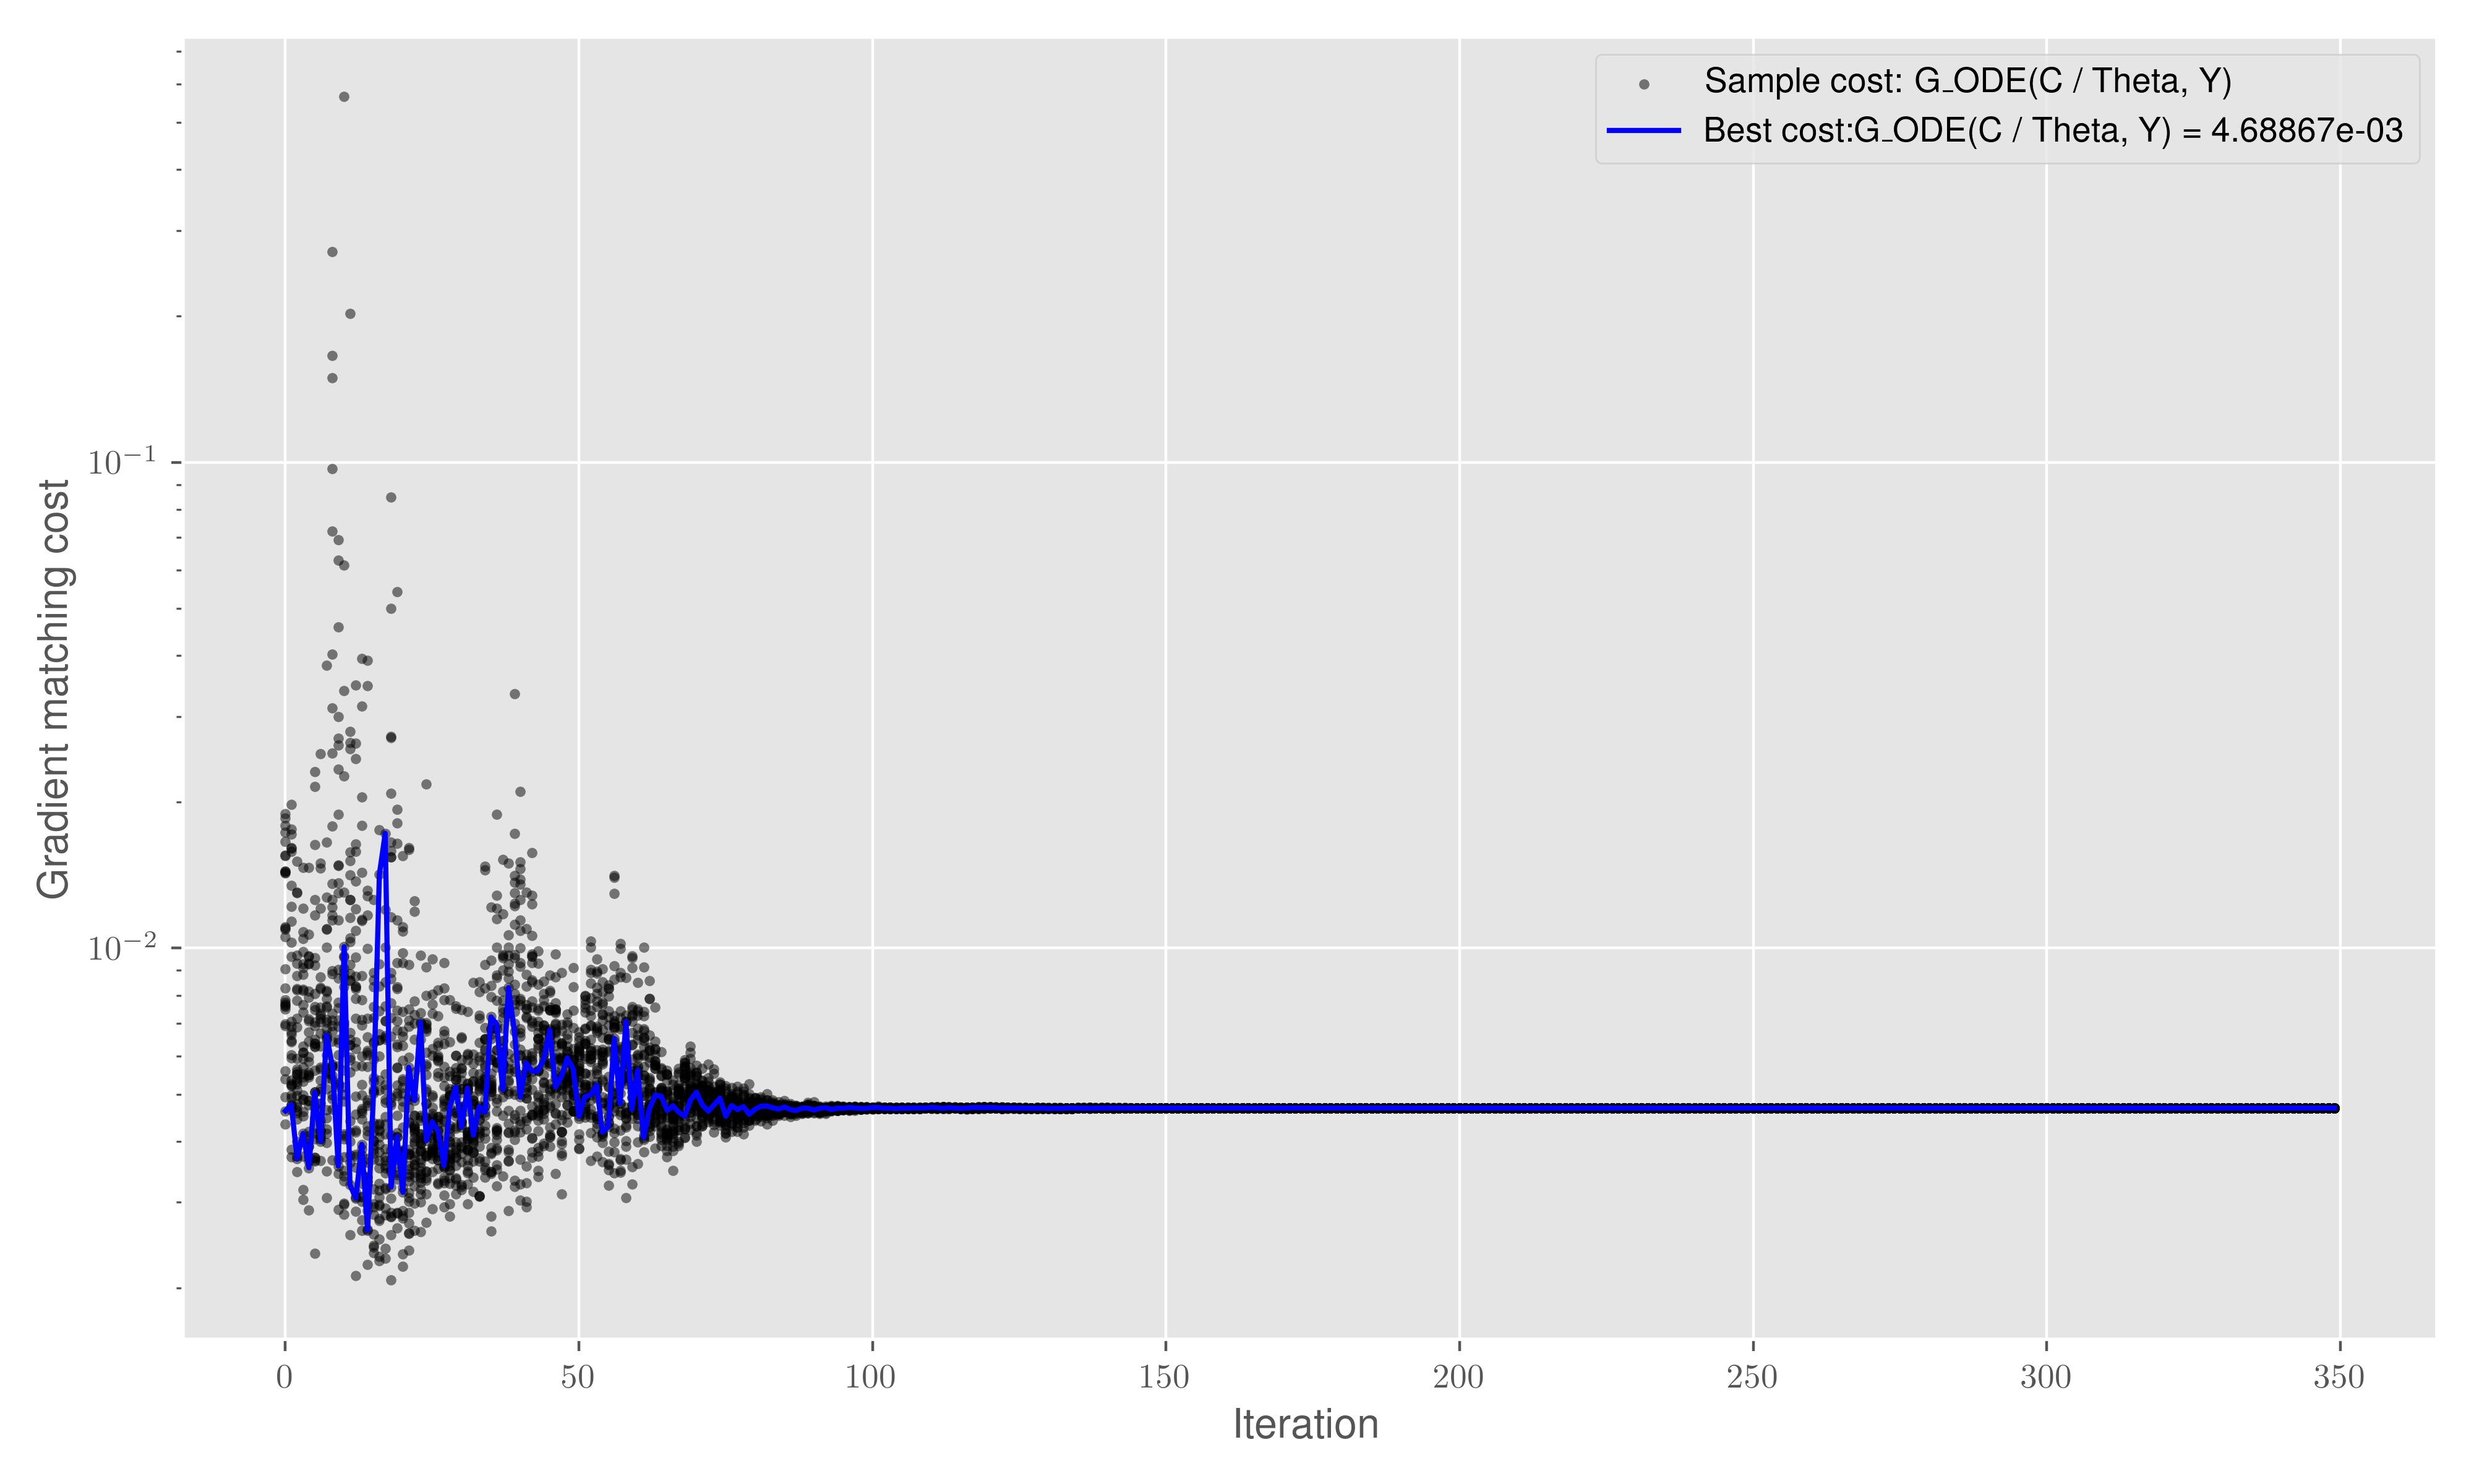 Sample cost: G_ODE(C / Theta, Y)
Best cost:G_ODE(C / Theta, Y) = 4.68867e-03
Gradient matching cost
10⁻¹
10⁻²
0 50 100 150 200 250 300 350
Iteration